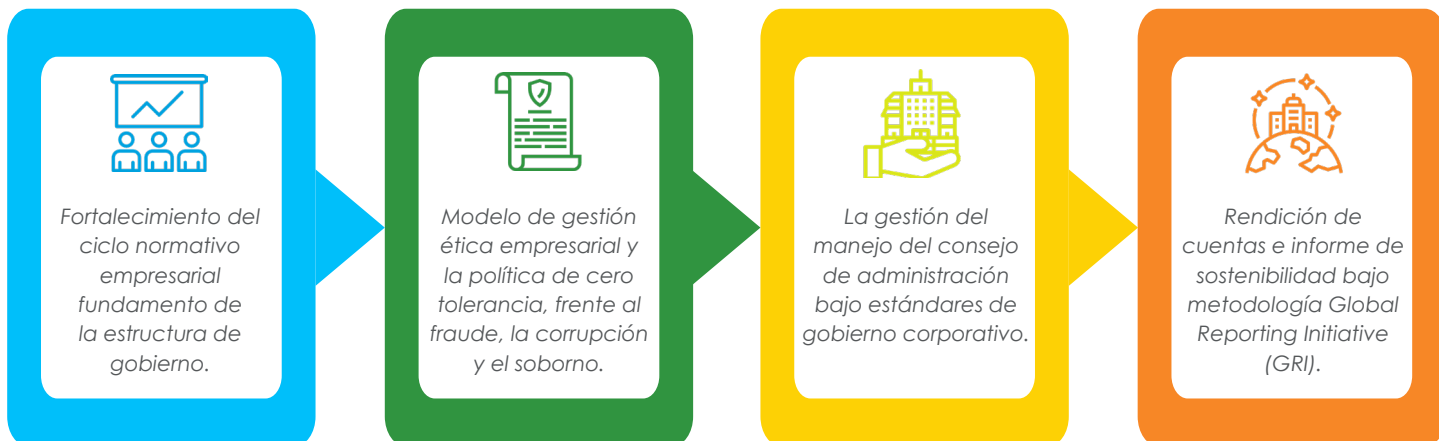 Fortalecimiento del
ciclo normativo
empresarial
fundamento de
la estructura de
gobierno.
Modelo de gestión
ética empresarial y
la política de cero
tolerancia, frente al
fraude, la corrupción
y el soborno.
La gestión del
manejo del consejo
de administración
bajo estándares de
gobierno corporativo.
Rendición de
cuentas e informe de
sostenibilidad bajo
metodología Global
Reporting Initiative
(GRI).